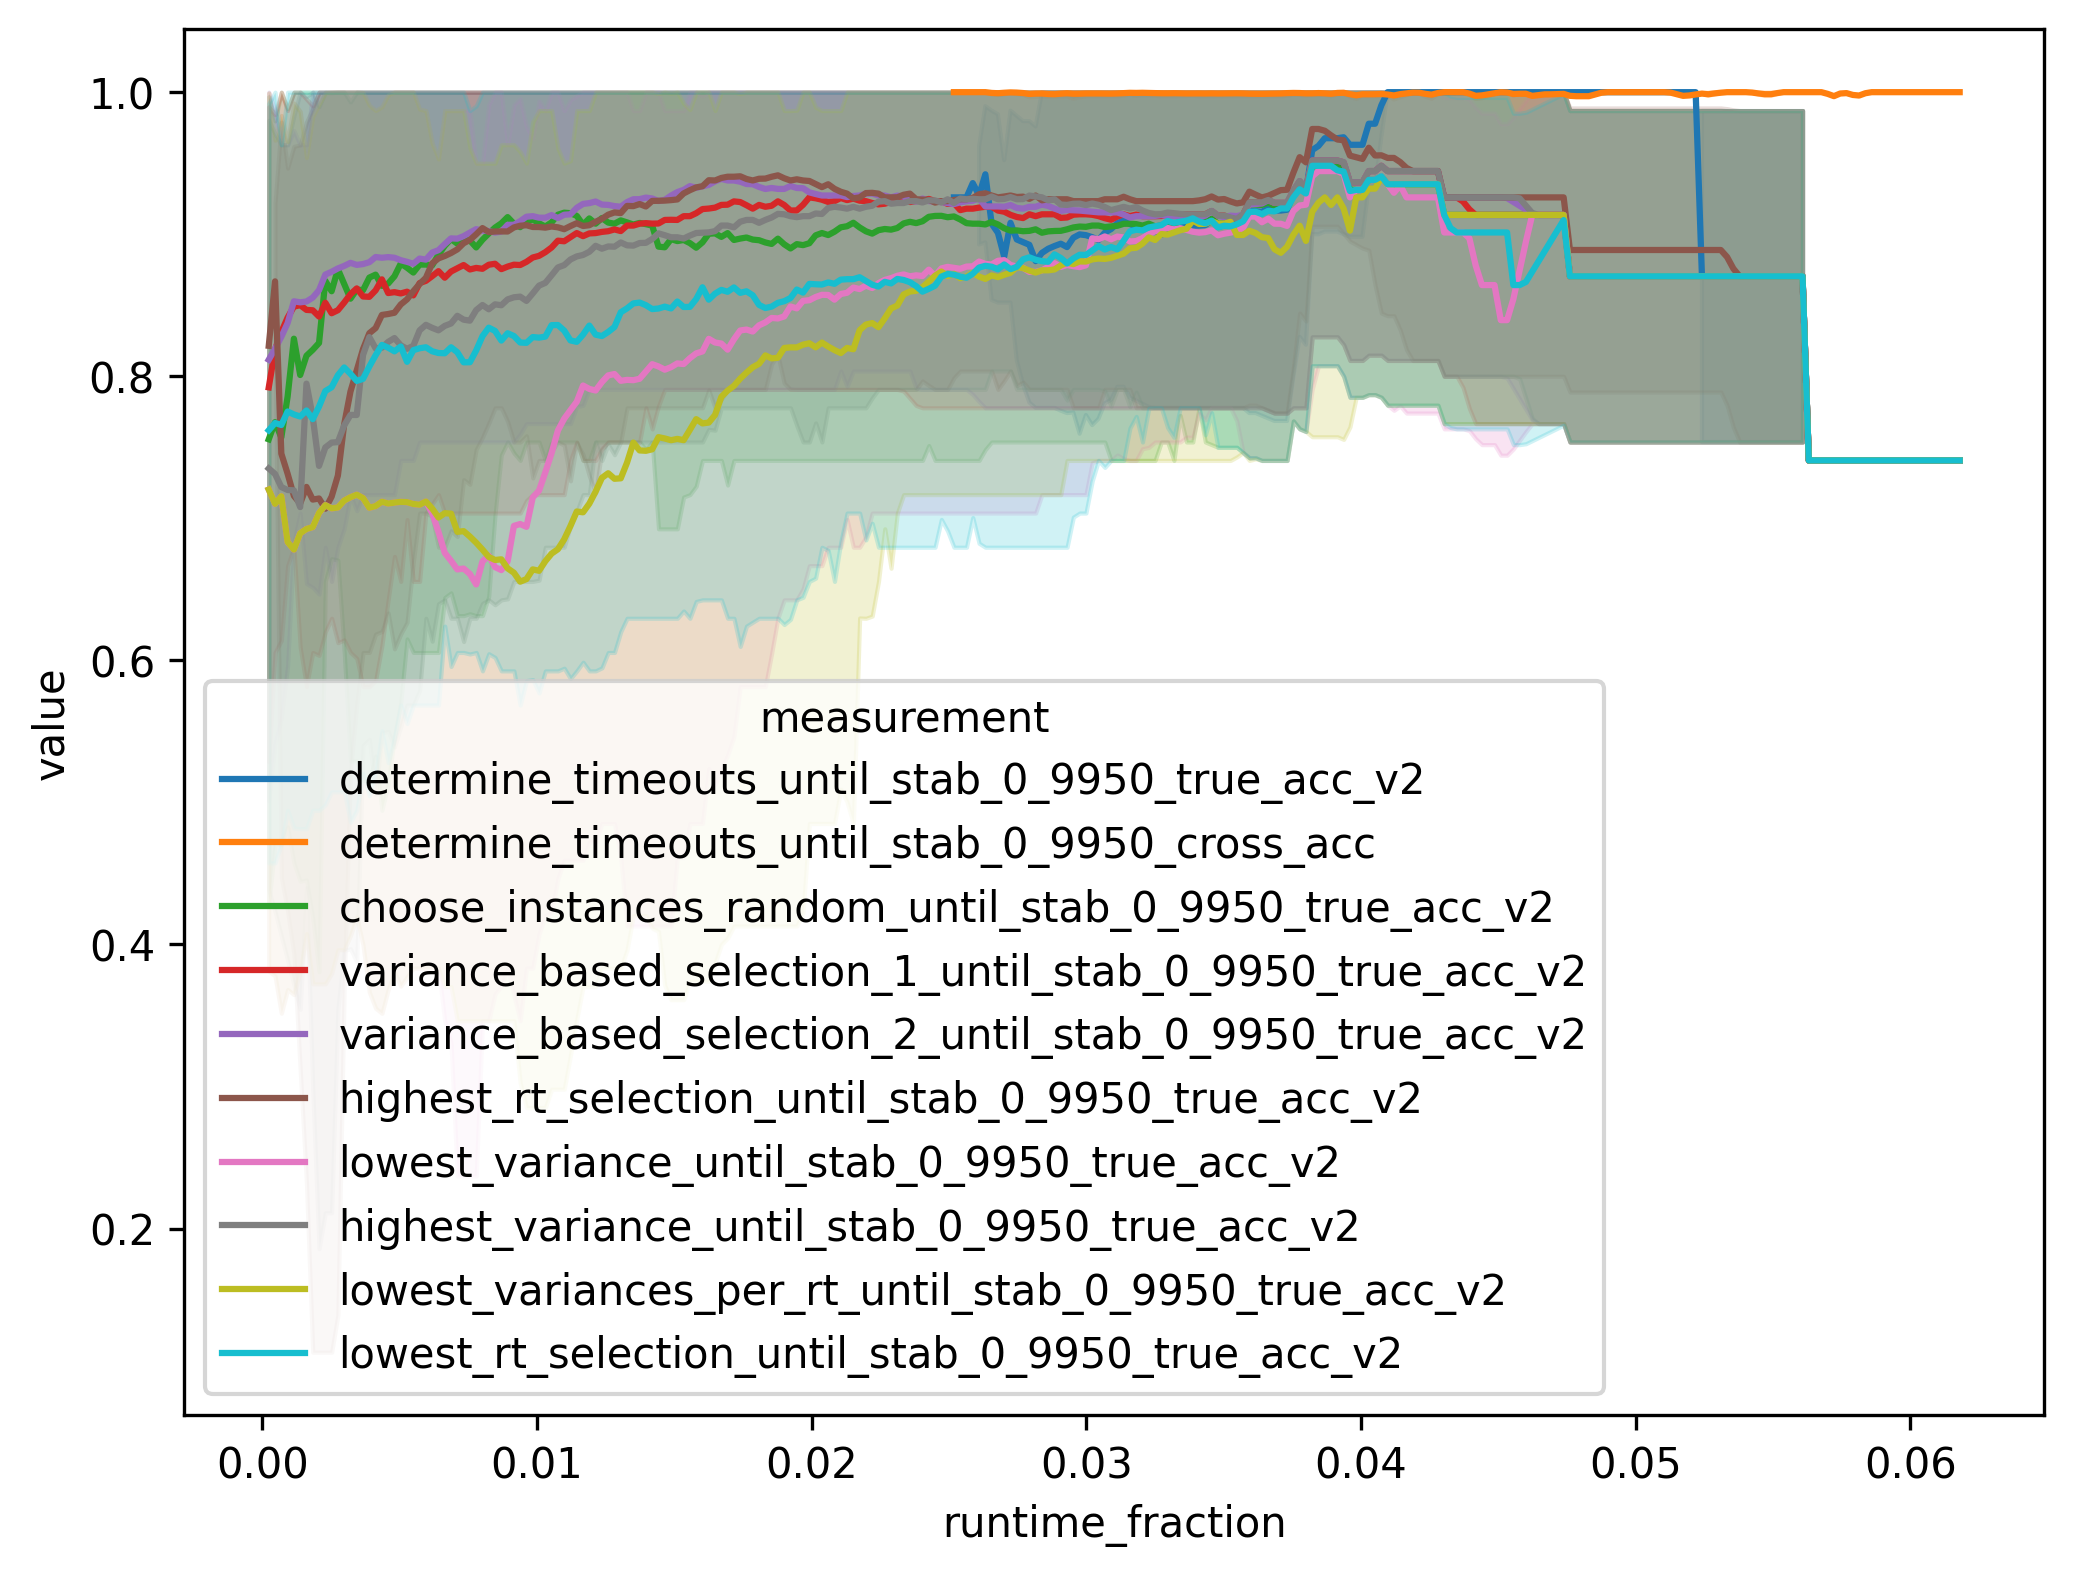 1.0
0.8
0.6
0.4
0.2
value
measurement
determine_timeouts_until_stab_0_9950_true_acc_v2
determine_timeouts_until_stab_0_9950_cross_acc
choose_instances_random_until_stab_0_9950_true_acc_v2
variance_based_selection_1_until_stab_0_9950_true_acc_v2
variance_based_selection_2_until_stab_0_9950_true_acc_v2
highest_rt_selection_until_stab_0_9950_true_acc_v2
lowest_variance_until_stab_0_9950_true_acc_v2
highest_variance_until_stab_0_9950_true_acc_v2
lowest_variances_per_rt_until_stab_0_9950_true_acc_v2
lowest_rt_selection_until_stab_0_9950_true_acc_v2
0.00 0.01 0.02 0.03 0.04 0.05 0.06
runtime_fraction